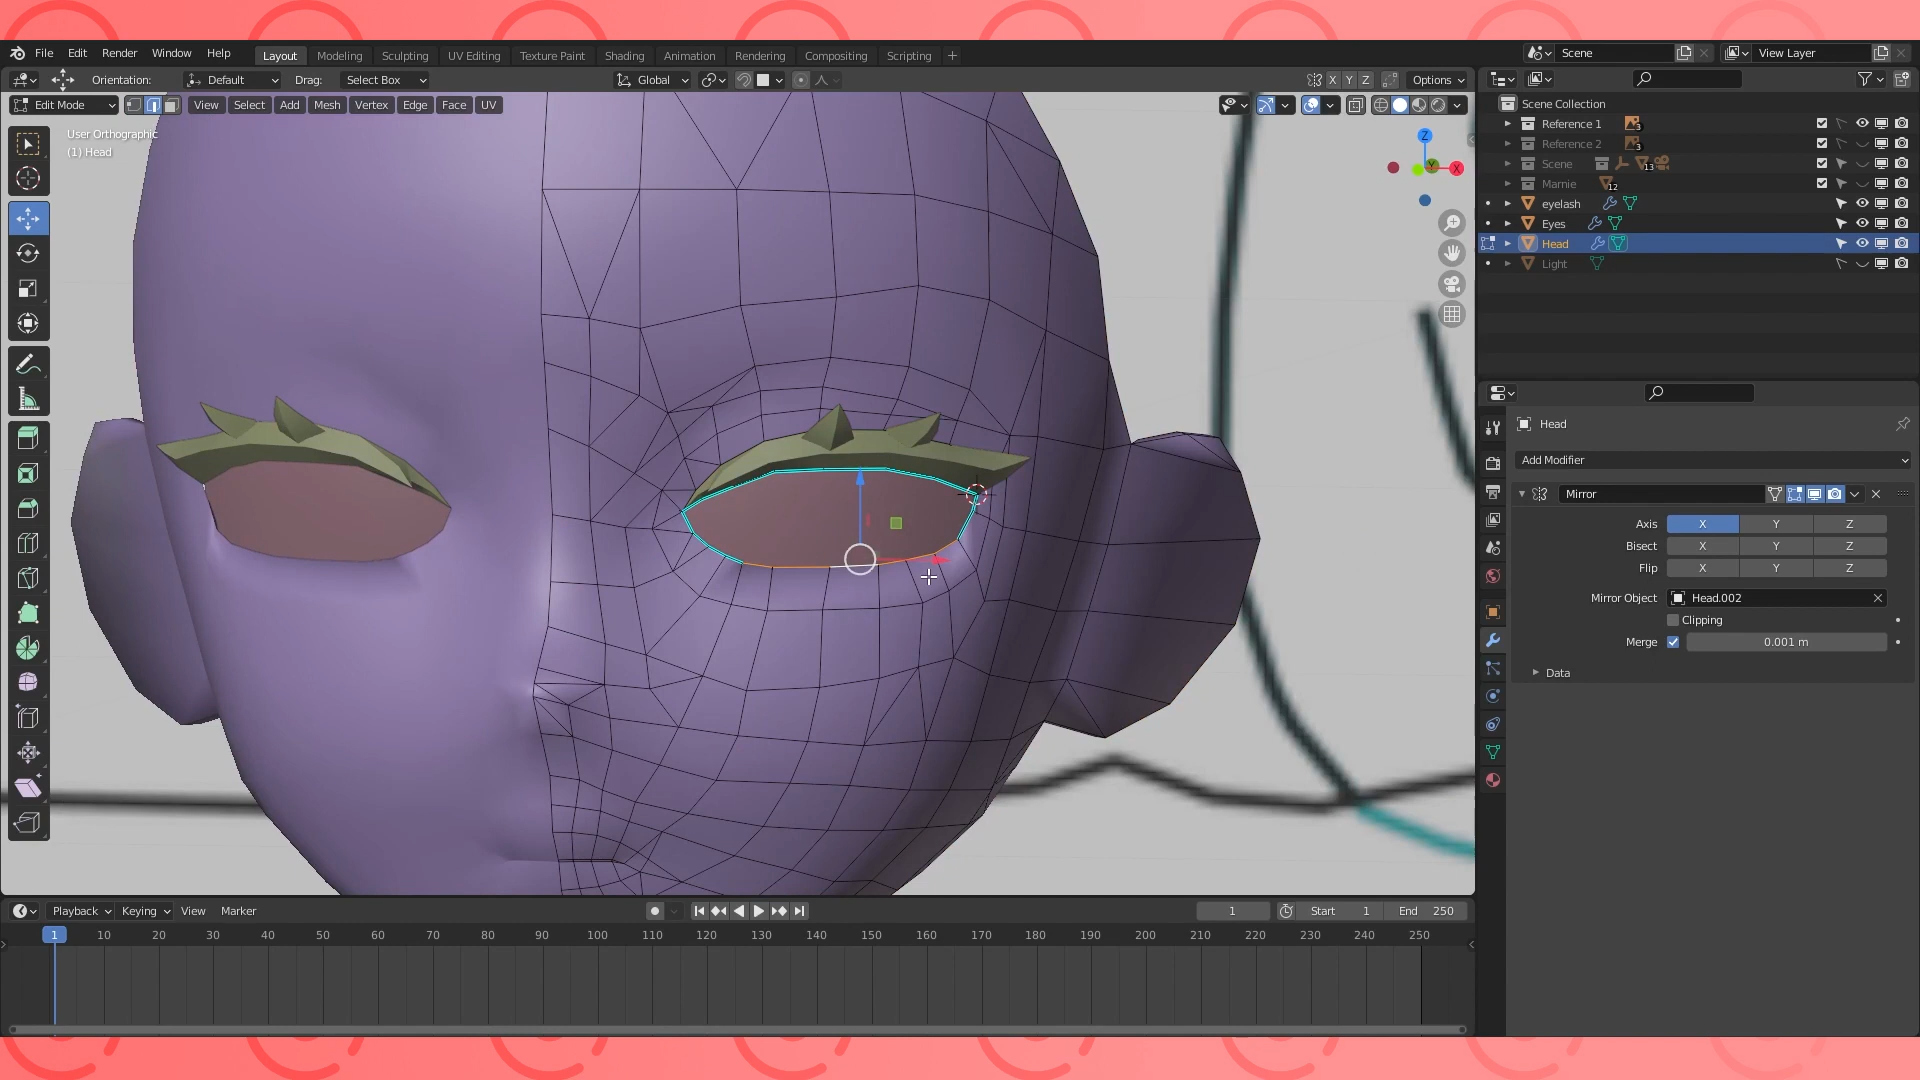 File Edit Render Window Help Layout Modeling Sculpting UV Editing Texture Paint Shading Animation Rendering Compositing Scripting + Scene View Layer
Orientation: Default Drag: Select Box Global X Y Z Options
Edit Mode View Select Add Mesh Vertex Edge Face UV
User Orthographic
(1) Head
Z
X
Y
Scene Collection
Reference 1 3
Reference 2 3
Scene 13
Marnie 12
eyelash
Eyes
Head
Light
Head
Add Modifier
Mirror
Axis X Y Z
Bisect X Y Z
Flip X Y Z
Mirror Object Head.002
Clipping
Merge 0.001 m
Data
Playback Keying View Marker 1 Start 1 End 250
1 10 20 30 40 50 60 70 80 90 100 110 120 130 140 150 160 170 180 190 200 210 220 230 240 250